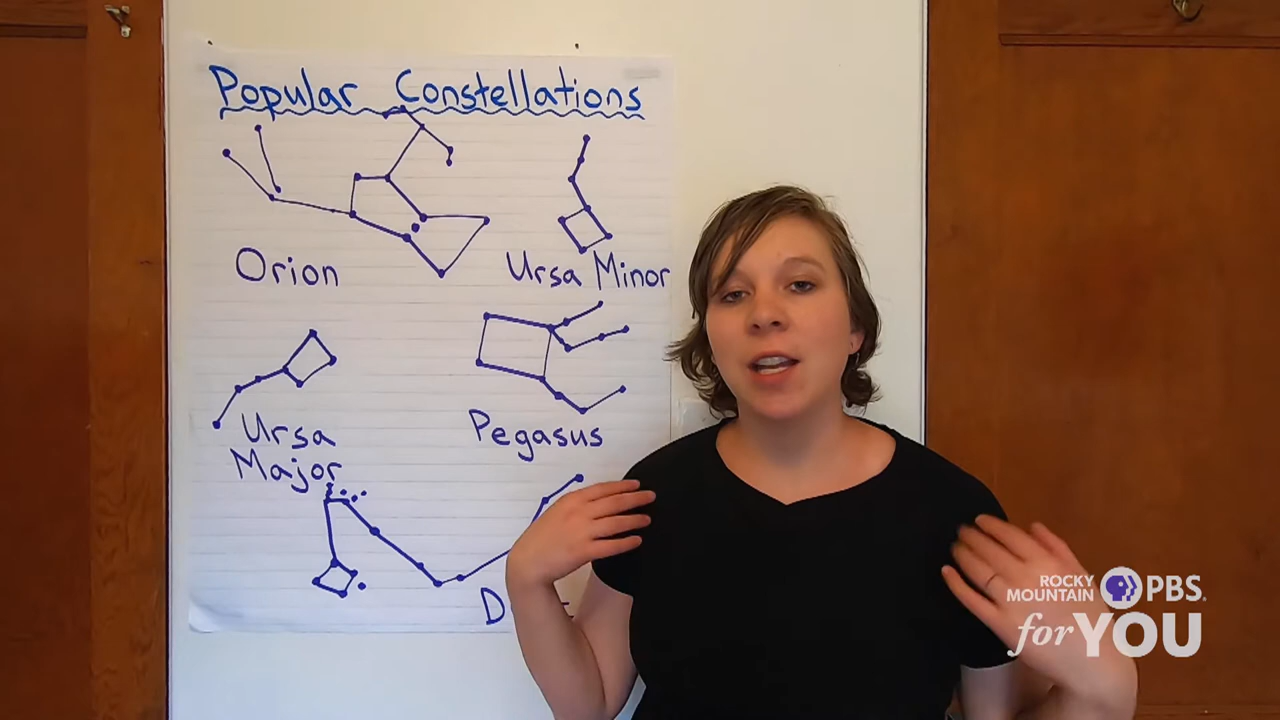 Popular Constellations
Orion
Ursa Minor
Ursa
Major
Pegasus
ROCKY
MOUNTAIN PBS.
for YOU